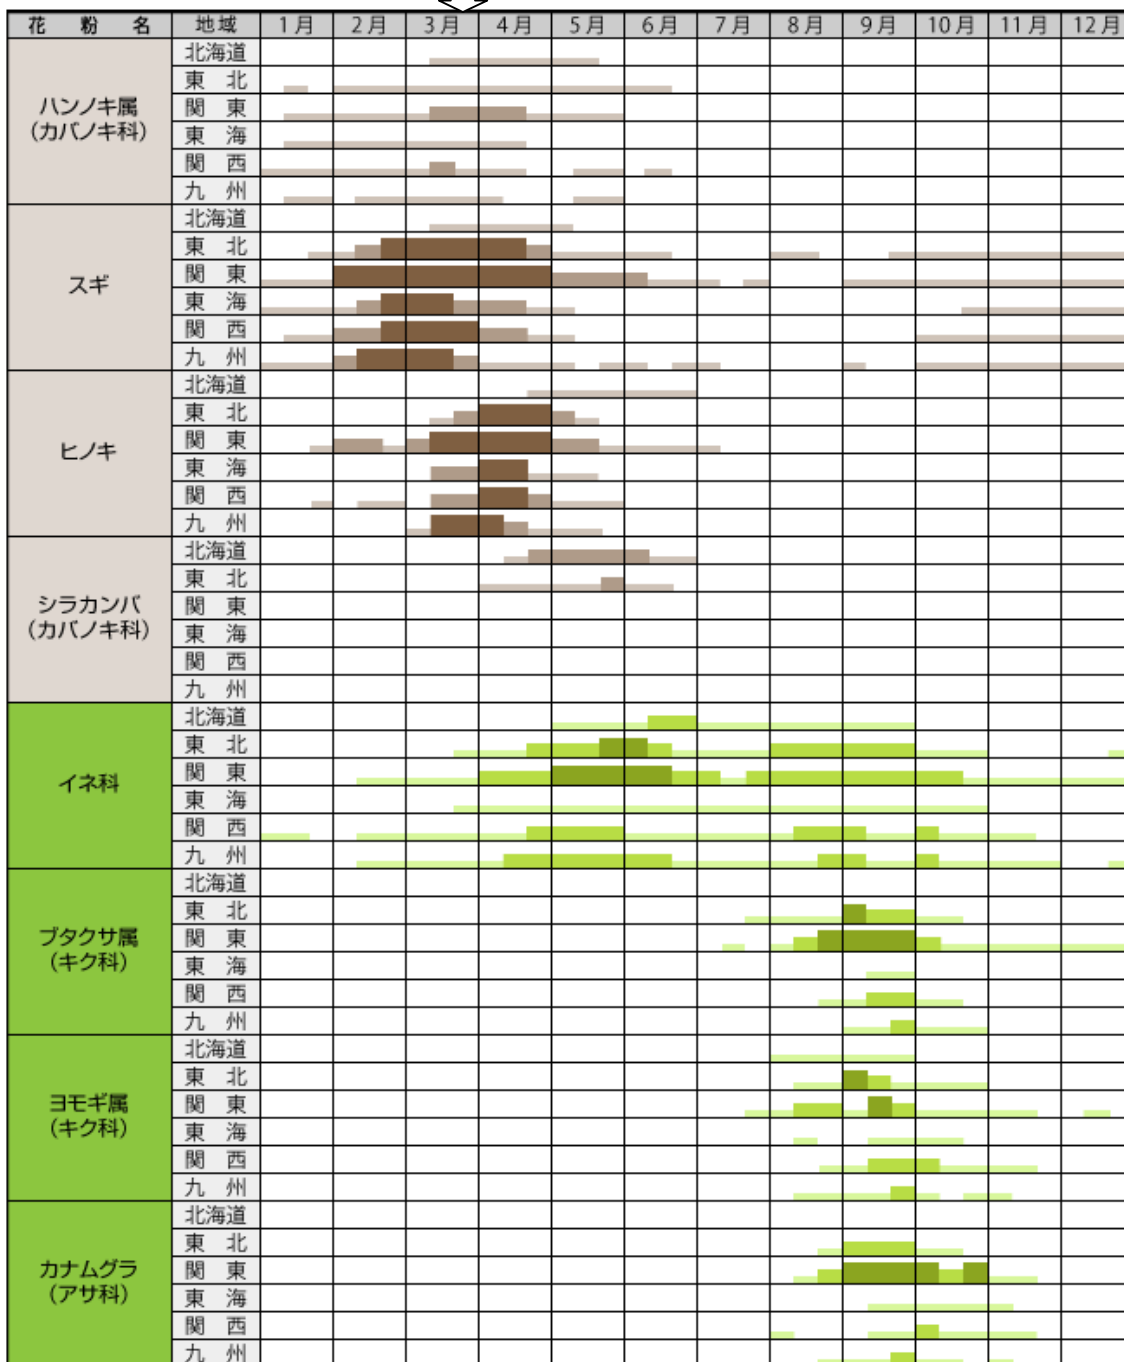 花 粉 名 地域 1月 2月 3月 4月 5月 6月 7月 8月 9月 10月 11月 12月
ハンノキ属
(カバノキ科)
北海道
東 北
関 東
東 海
関 西
九 州
スギ
北海道
東 北
関 東
東 海
関 西
九 州
ヒノキ
北海道
東 北
関 東
東 海
関 西
九 州
シラカンバ
(カバノキ科)
北海道
東 北
関 東
東 海
関 西
九 州
イネ科
北海道
東 北
関 東
東 海
関 西
九 州
ブタクサ属
(キク科)
北海道
東 北
関 東
東 海
関 西
九 州
ヨモギ属
(キク科)
北海道
東 北
関 東
東 海
関 西
九 州
カナムグラ
(アサ科)
北海道
東 北
関 東
東 海
関 西
九 州